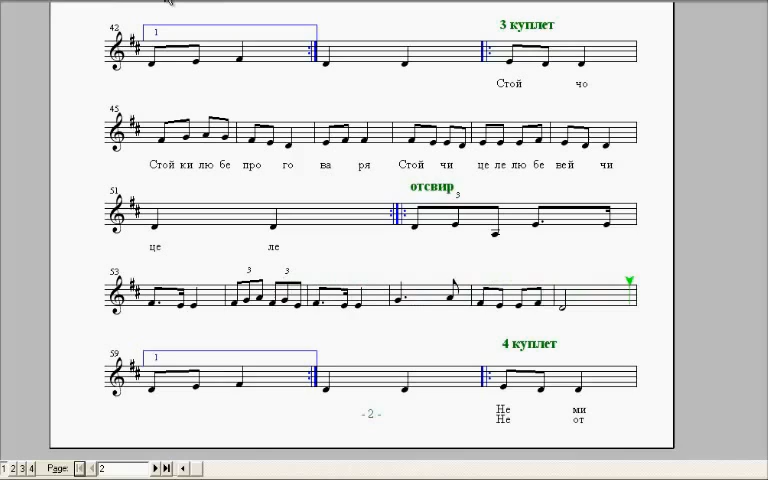 42
1
3 куплет
Стой чо
45
Стой ки лю бе про го ва ря Стой чи це ле лю бе вей чи
51
отсвир
3
це ле
53
3 3
59
1
4 куплет
Не ми
Не от
- 2 -
1 2 3 4 Page: 2